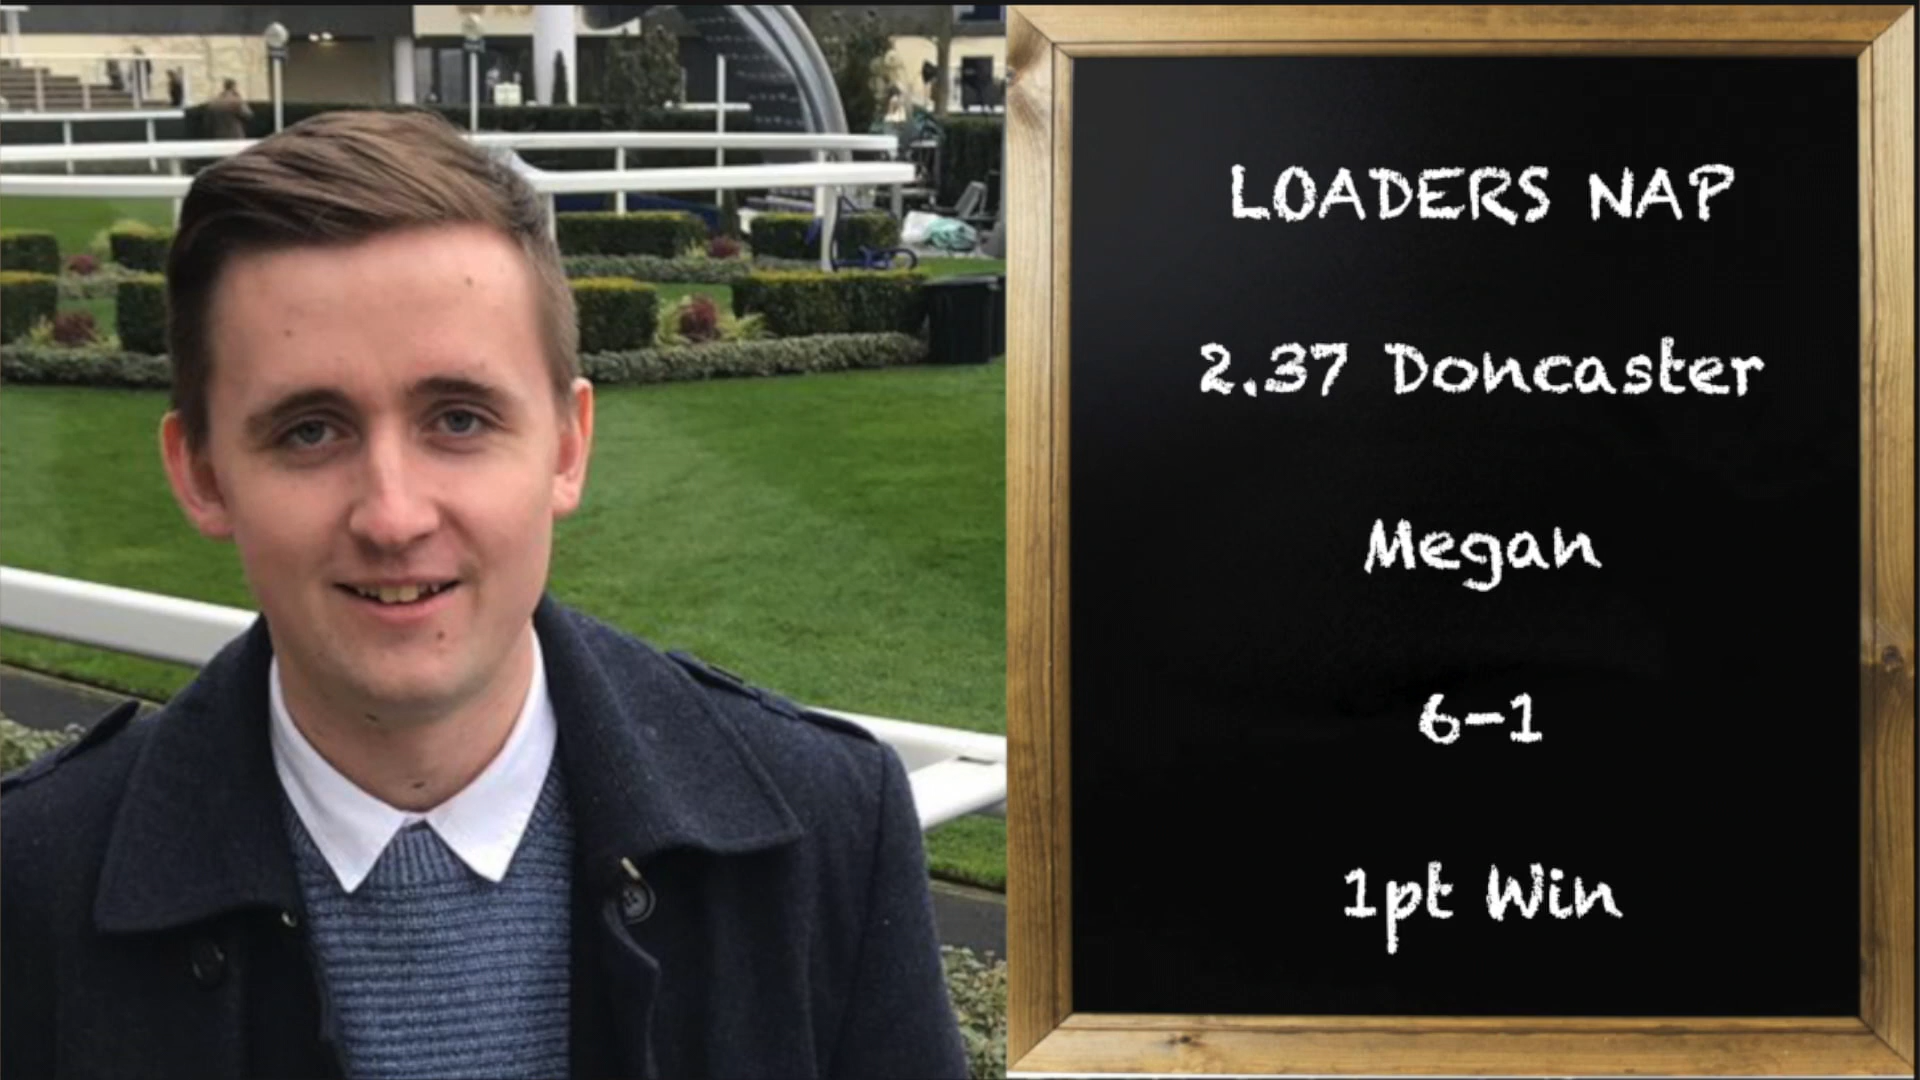 LOADERS NAP
2.37 Doncaster
Megan
6-1
1pt Win